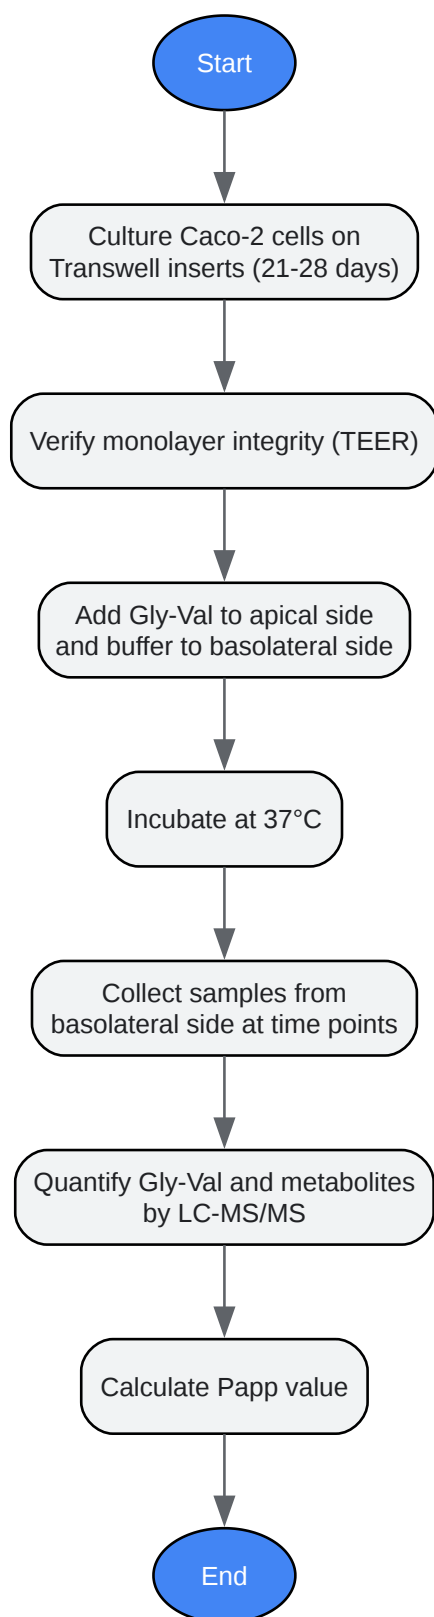 Start
Culture Caco-2 cells on
Transwell inserts (21-28 days)
Verify monolayer integrity (TEER)
Add Gly-Val to apical side
and buffer to basolateral side
Incubate at 37°C
Collect samples from
basolateral side at time points
Quantify Gly-Val and metabolites
by LC-MS/MS
Calculate Papp value
End